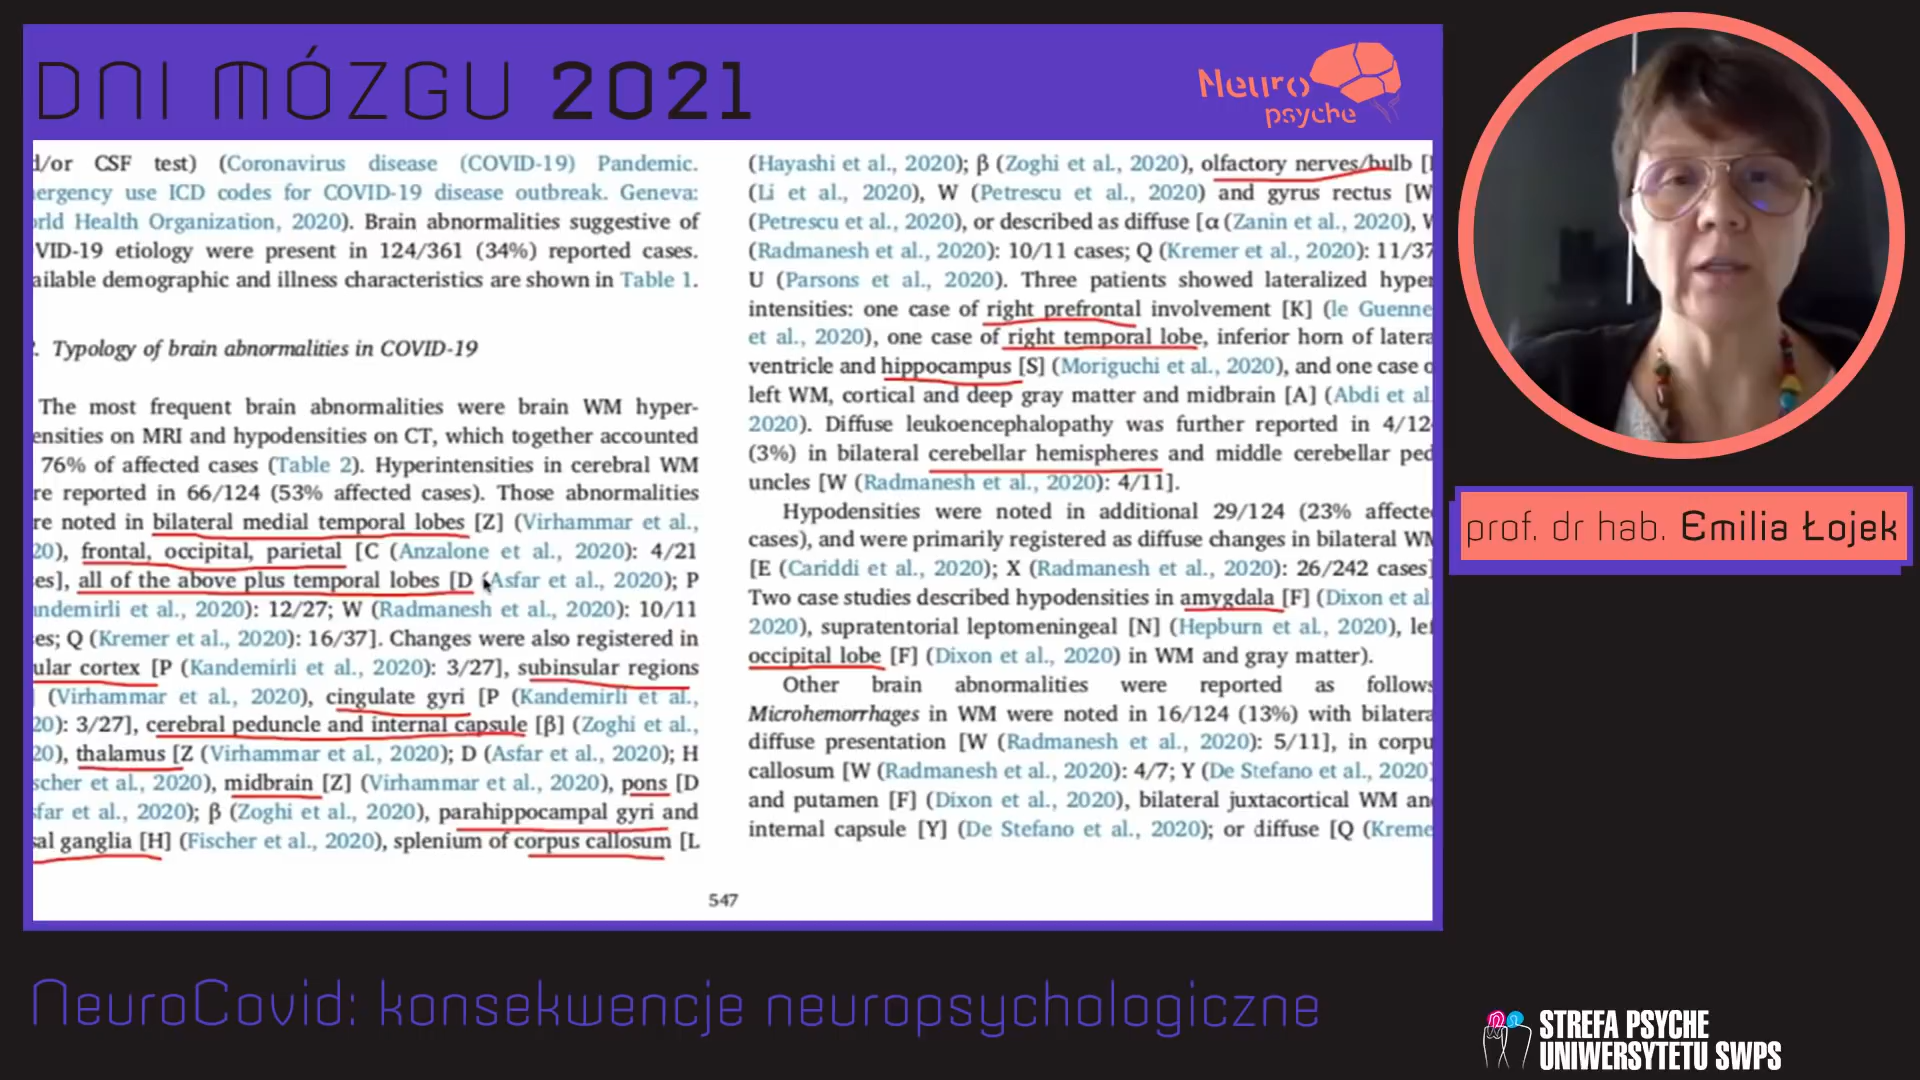 DNI MÓZGU 2021
Neuro
psyche
d/or CSF test) (Coronavirus disease (COVID-19) Pandemic.
ergency use ICD codes for COVID-19 disease outbreak. Geneva:
rld Health Organization, 2020). Brain abnormalities suggestive of
VID-19 etiology were present in 124/361 (34%) reported cases.
ailable demographic and illness characteristics are shown in Table 1.
. Typology of brain abnormalities in COVID-19
The most frequent brain abnormalities were brain WM hyper-
ensities on MRI and hypodensities on CT, which together accounted
76% of affected cases (Table 2). Hyperintensities in cerebral WM
re reported in 66/124 (53% affected cases). Those abnormalities
re noted in bilateral medial temporal lobes [Z] (Virhammar et al.,
20), frontal, occipital, parietal [C (Anzalone et al., 2020): 4/21
es], all of the above plus temporal lobes [D (Asfar et al., 2020); P
andemirli et al., 2020): 12/27; W (Radmanesh et al., 2020): 10/11
es; Q (Kremer et al., 2020): 16/37]. Changes were also registered in
ular cortex [P (Kandemirli et al., 2020): 3/27], subinsular regions
(Virhammar et al., 2020), cingulate gyri [P (Kandemirli et al.,
20): 3/27], cerebral peduncle and internal capsule [β] (Zoghi et al.,
20), thalamus [Z (Virhammar et al., 2020); D (Asfar et al., 2020); H
scher et al., 2020), midbrain [Z] (Virhammar et al., 2020), pons [D
sfar et al., 2020); β (Zoghi et al., 2020), parahippocampal gyri and
sal ganglia [H] (Fischer et al., 2020), splenium of corpus callosum [L
(Hayashi et al., 2020); β (Zoghi et al., 2020), olfactory nerves/bulb [
(Li et al., 2020), W (Petrescu et al., 2020) and gyrus rectus [W
(Petrescu et al., 2020), or described as diffuse [α (Zanin et al., 2020), W
(Radmanesh et al., 2020): 10/11 cases; Q (Kremer et al., 2020): 11/37
U (Parsons et al., 2020). Three patients showed lateralized hyper
intensities: one case of right prefrontal involvement [K] (le Guenne
et al., 2020), one case of right temporal lobe, inferior horn of latera
ventricle and hippocampus [S] (Moriguchi et al., 2020), and one case o
left WM, cortical and deep gray matter and midbrain [A] (Abdi et al
2020). Diffuse leukoencephalopathy was further reported in 4/12
(3%) in bilateral cerebellar hemispheres and middle cerebellar ped
uncles [W (Radmanesh et al., 2020): 4/11].
Hypodensities were noted in additional 29/124 (23% affecte
cases), and were primarily registered as diffuse changes in bilateral WM
[E (Cariddi et al., 2020); X (Radmanesh et al., 2020): 26/242 cases]
Two case studies described hypodensities in amygdala [F] (Dixon et al
2020), supratentorial leptomeningeal [N] (Hepburn et al., 2020), lef
occipital lobe [F] (Dixon et al., 2020) in WM and gray matter).
Other brain abnormalities were reported as follows
Microhemorrhages in WM were noted in 16/124 (13%) with bilatera
diffuse presentation [W (Radmanesh et al., 2020): 5/11], in corpu
callosum [W (Radmanesh et al., 2020): 4/7; Y (De Stefano et al., 2020)
and putamen [F] (Dixon et al., 2020), bilateral juxtacortical WM an
internal capsule [Y] (De Stefano et al., 2020); or diffuse [Q (Kreme
547
prof. dr hab. Emilia Łojek
NeuroCovid: konsekwencje neuropsychologiczne
STREFA PSYCHE
UNIWERSYTETU SWPS